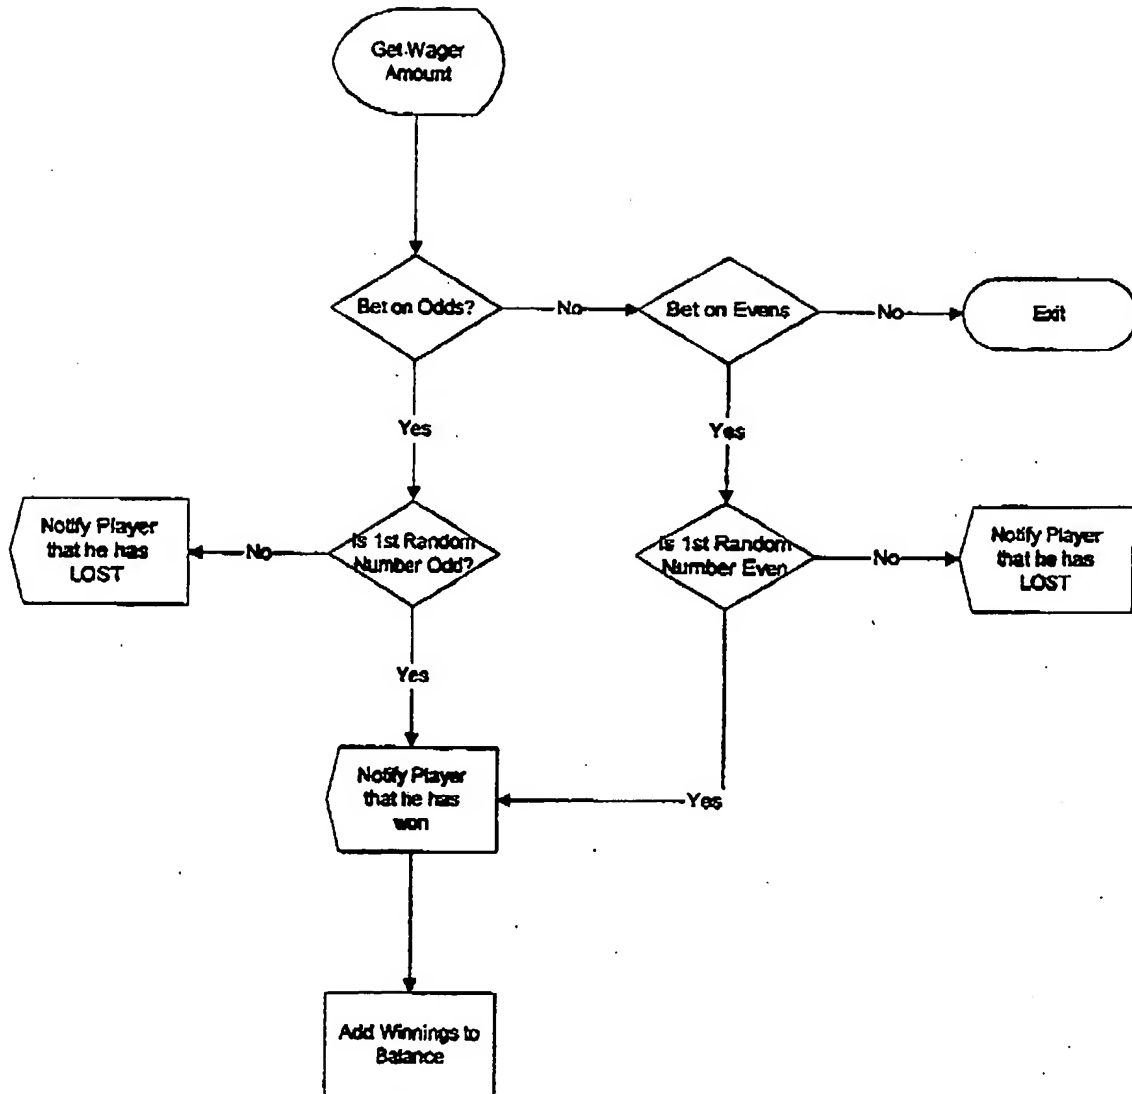 Get Wager
Amount
Bet on Odds?
No
Bet on Evens
No
Exit
Yes
Yes
Notify Player
that he has
LOST
No
Is 1st Random
Number Odd?
Is 1st Random
Number Even
No
Notify Player
that he has
LOST
Yes
Notify Player
that he has
won
Yes
Add Winnings to
Balance